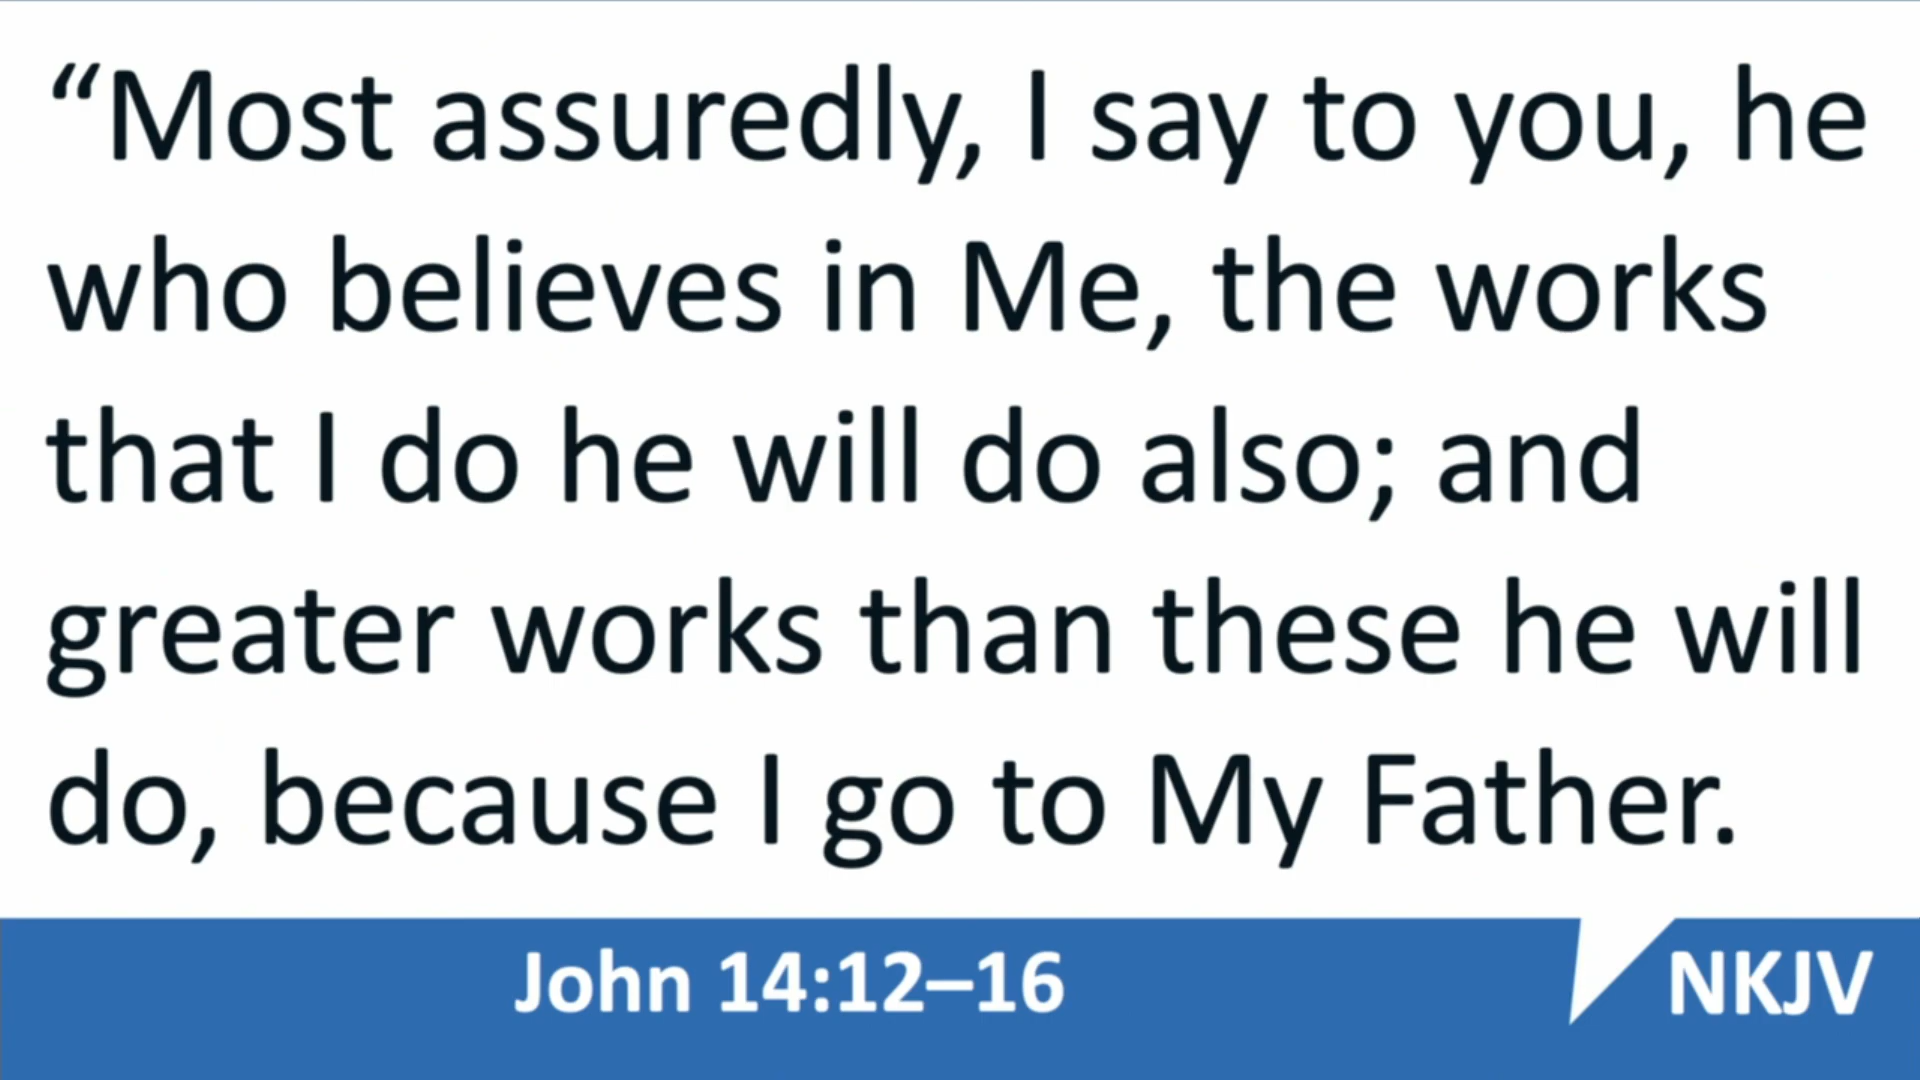 “Most assuredly, I say to you, he
who believes in Me, the works
that I do he will do also; and
greater works than these he will
do, because I go to My Father.
John 14:12–16
NKJV